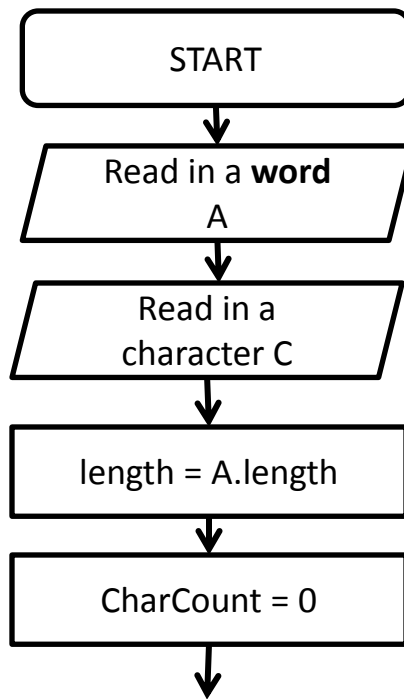 START
Read in a word
A
Read in a
character C
length = A.length
CharCount = 0